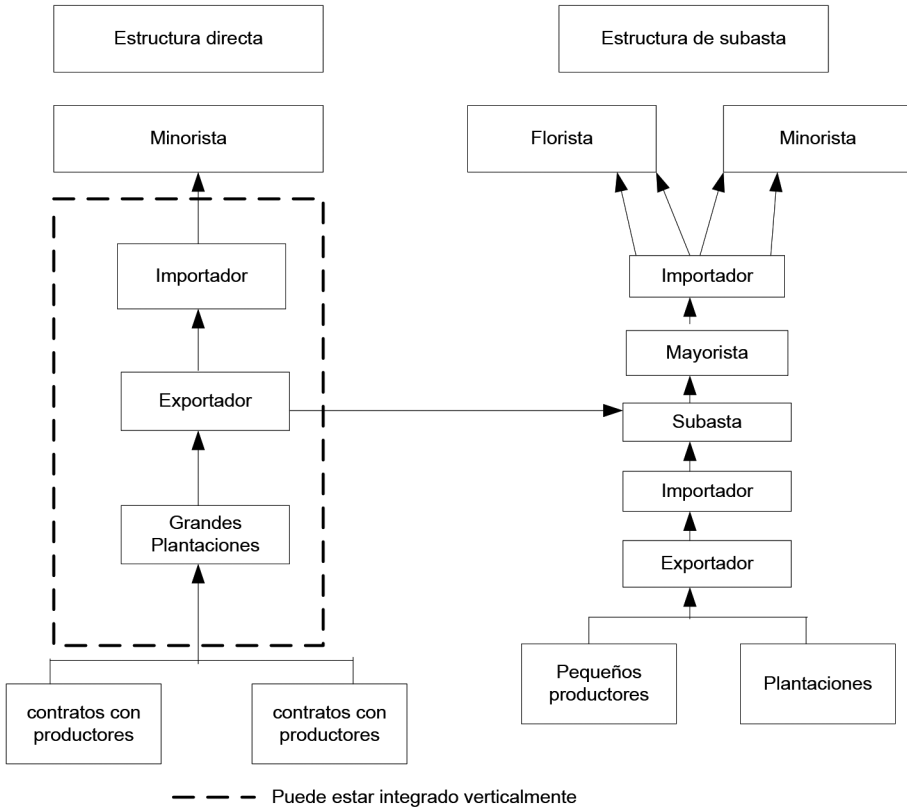 Estructura directa
Estructura de subasta
Minorista
Florista
Minorista
Importador
Importador
Mayorista
Exportador
Subasta
Importador
Grandes
Plantaciones
Exportador
Pequeños
productores
Plantaciones
contratos con
productores
contratos con
productores
Puede estar integrado verticalmente